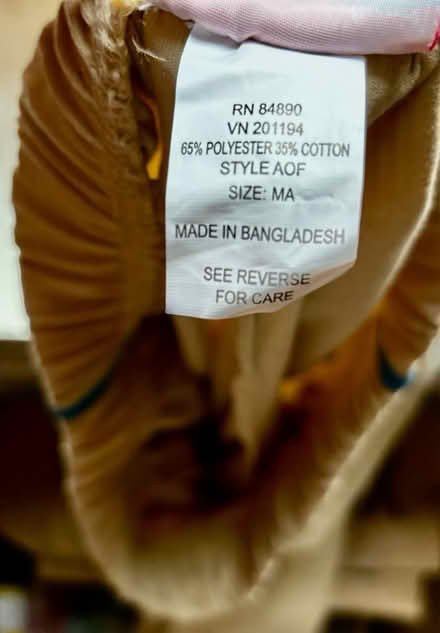 RN 84890
VN 201194
65% POLYESTER 35% COTTON
STYLE AOF
SIZE: MA
MADE IN BANGLADESH
SEE REVERSE
FOR CARE